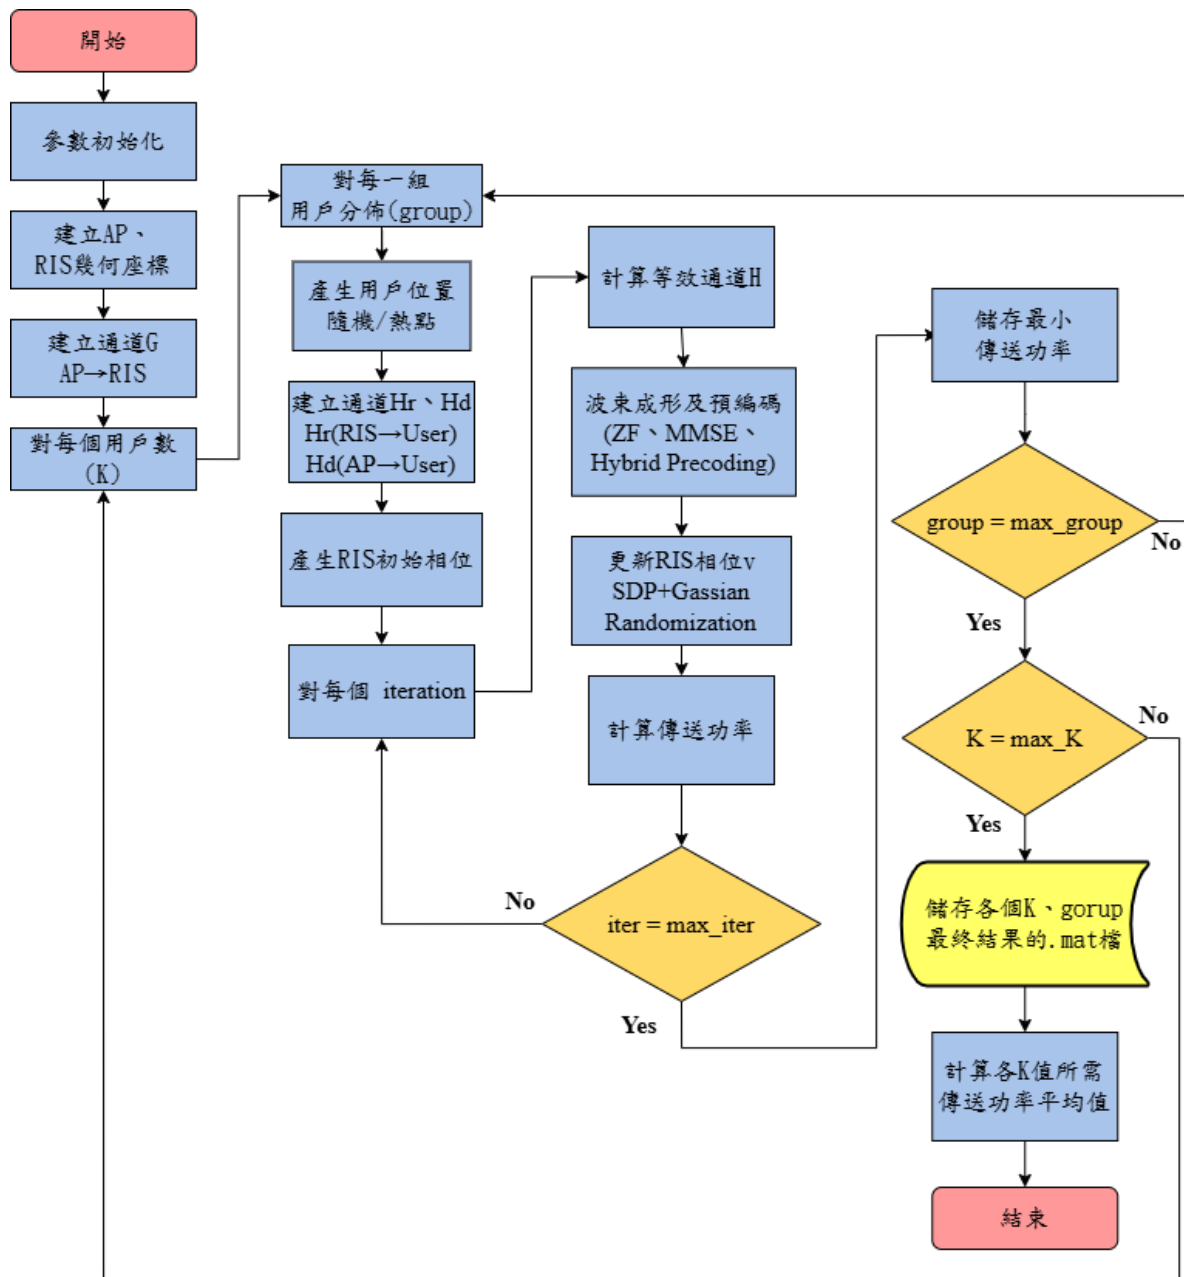 開始
參數初始化
建立AP、
RIS幾何座標
建立通道G
AP→RIS
對每個用戶數
(K)
對每一組
用戶分佈(group)
產生用戶位置
隨機/熱點
建立通道Hr、Hd
Hr(RIS→User)
Hd(AP→User)
產生RIS初始相位
對每個 iteration
計算等效通道H
波束成形及預編碼
(ZF、MMSE、
Hybrid Precoding)
更新RIS相位v
SDP+Gassian
Randomization
計算傳送功率
iter = max_iter
No
Yes
儲存最小
傳送功率
group = max_group
No
Yes
K = max_K
No
Yes
儲存各個K、gorup
最終結果的.mat檔
計算各K值所需
傳送功率平均值
結束